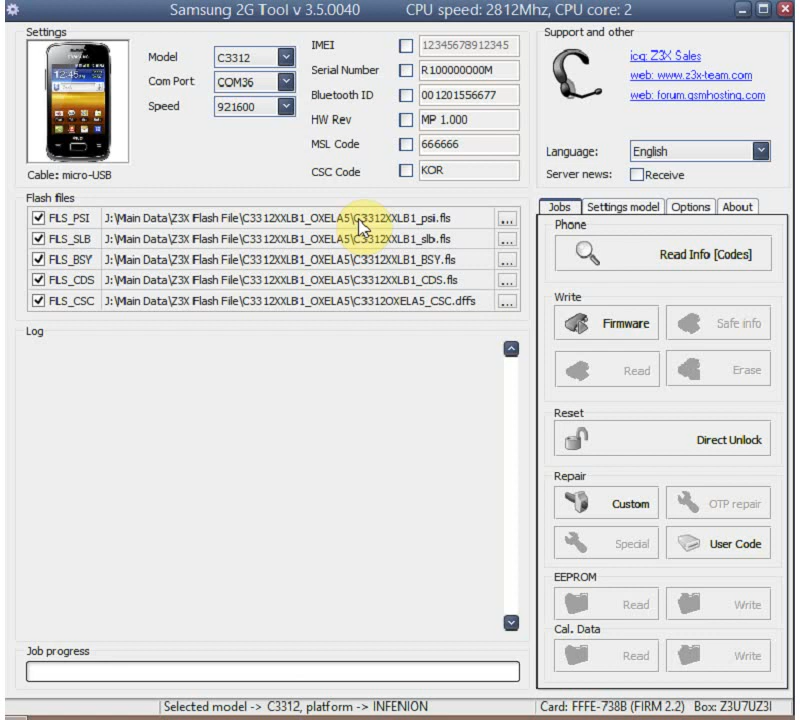 Samsung 2G Tool v 3.5.0040 CPU speed: 2812Mhz, CPU core: 2
Settings
12:45
Cable: micro-USB
Model C3312
Com Port COM36
Speed 921600
IMEI 12345678912345
Serial Number R100000000M
Bluetooth ID 001201556677
HW Rev MP 1.000
MSL Code 666666
CSC Code KOR
Support and other
icq: Z3X Sales
web: www.z3x-team.com
web: forum.gsmhosting.com
Language: English
Server news: Receive
Flash files
FLS_PSI J:\Main Data\Z3X Flash File\C3312XXLB1_OXELA5\C3312XXLB1_psi.fls ...
FLS_SLB J:\Main Data\Z3X Flash File\C3312XXLB1_OXELA5\C3312XXLB1_slb.fls ...
FLS_BSY J:\Main Data\Z3X Flash File\C3312XXLB1_OXELA5\C3312XXLB1_BSY.fls ...
FLS_CDS J:\Main Data\Z3X Flash File\C3312XXLB1_OXELA5\C3312XXLB1_CDS.fls ...
FLS_CSC J:\Main Data\Z3X Flash File\C3312XXLB1_OXELA5\C3312OXELA5_CSC.dffs ...
Log
Job progress
Jobs Settings model Options About
Phone
Read Info [Codes]
Write
Firmware Safe info
Read Erase
Reset
Direct Unlock
Repair
Custom OTP repair
Special User Code
EEPROM
Read Write
Cal. Data
Read Write
Selected model -> C3312, platform -> INFENION
Card: FFFE-738B (FIRM 2.2) Box: Z3U7UZ3I